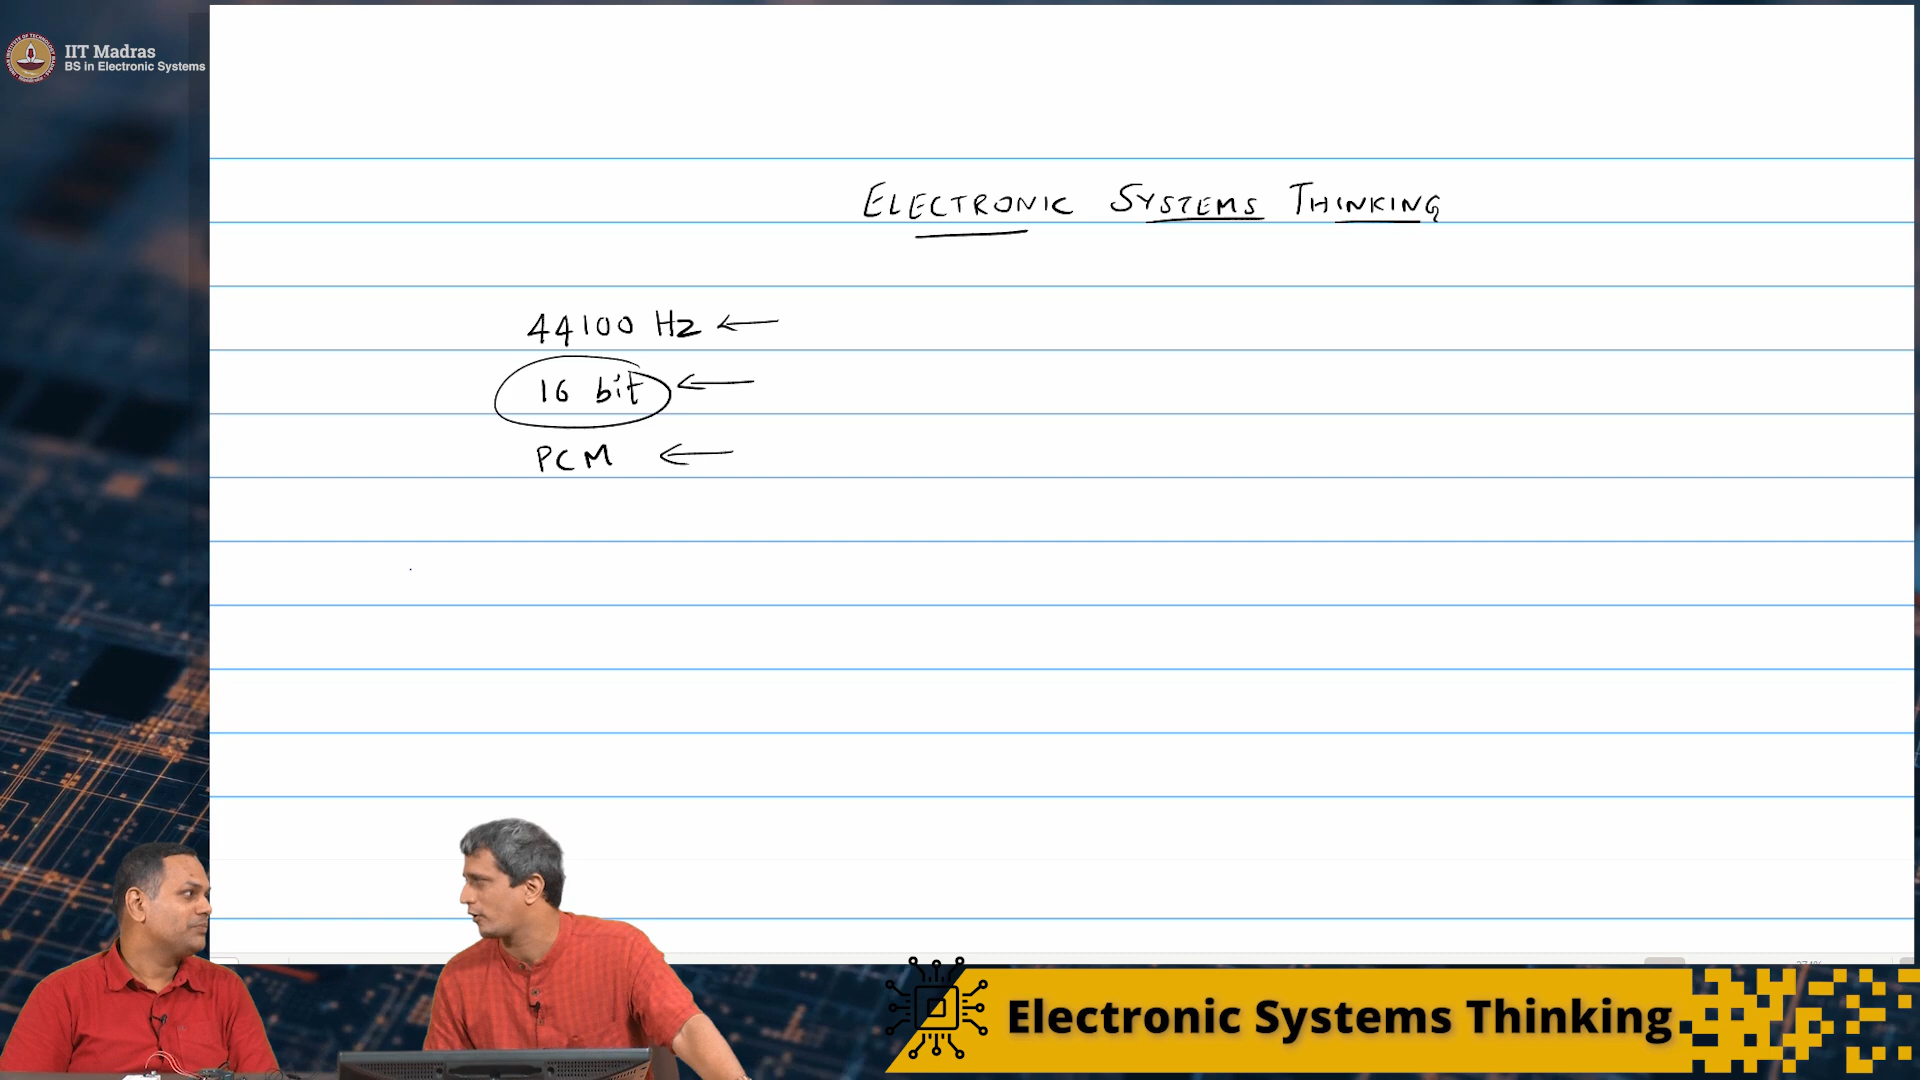 IIT Madras
BS in Electronic Systems
ELECTRONIC SYSTEMS THINKING
44100 Hz ←
16 bit ←
PCM ←
Electronic Systems Thinking